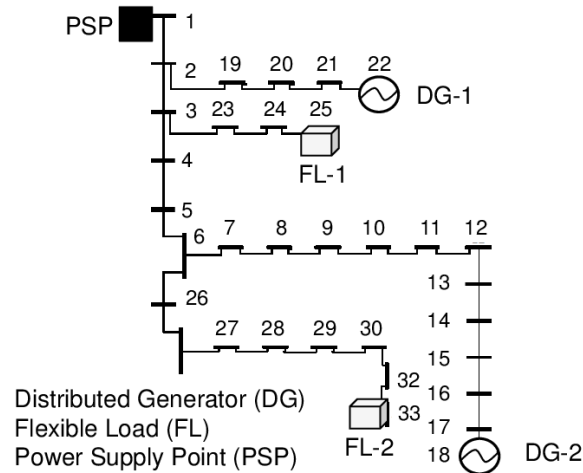 PSP 1
2 19 20 21 22
DG-1
3 23 24 25
FL-1
4
5
6 7 8 9 10 11 12
13
26
14
27 28 29 30
15
32
16
33
17
FL-2
18 DG-2
Distributed Generator (DG)
Flexible Load (FL)
Power Supply Point (PSP)